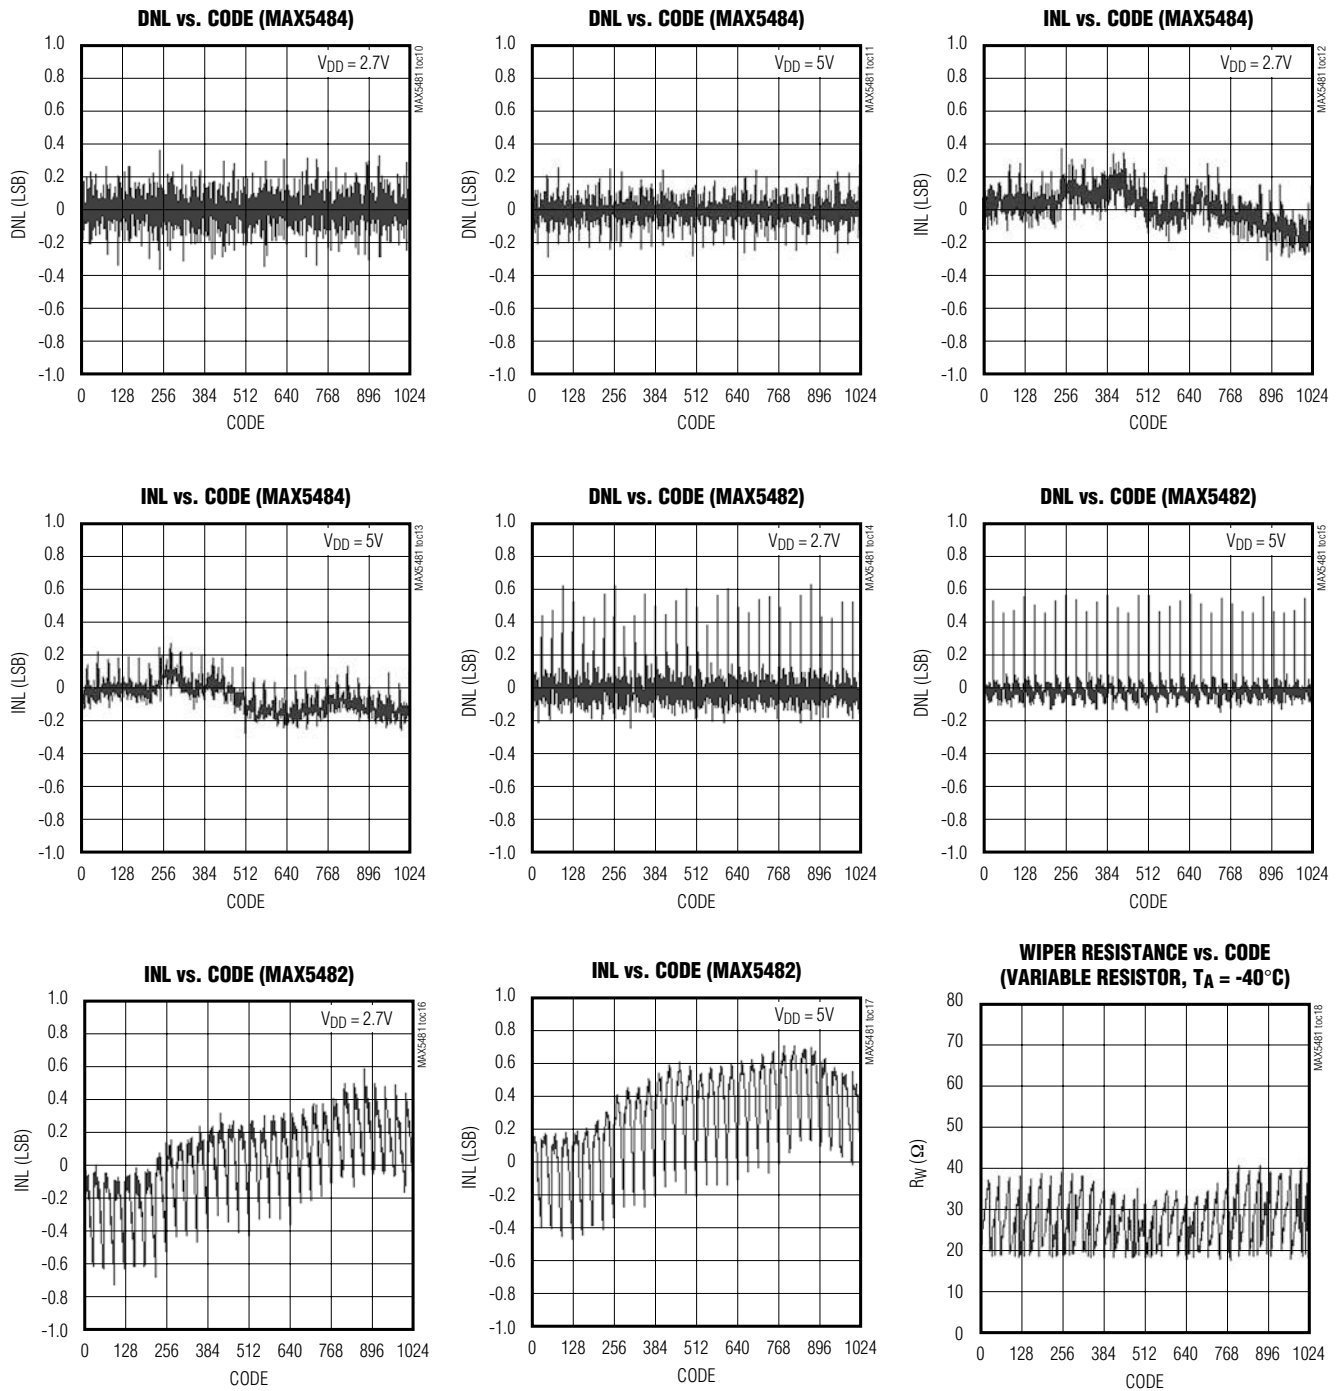 DNL vs. CODE (MAX5484)
VDD = 2.7V
MAX5481 toc10
DNL (LSB)
1.0
0.8
0.6
0.4
0.2
0
-0.2
-0.4
-0.6
-0.8
-1.0
0 128 256 384 512 640 768 896 1024
CODE
DNL vs. CODE (MAX5484)
VDD = 5V
MAX5481 toc11
DNL (LSB)
1.0
0.8
0.6
0.4
0.2
0
-0.2
-0.4
-0.6
-0.8
-1.0
0 128 256 384 512 640 768 896 1024
CODE
INL vs. CODE (MAX5484)
VDD = 2.7V
MAX5481 toc12
INL (LSB)
1.0
0.8
0.6
0.4
0.2
0
-0.2
-0.4
-0.6
-0.8
-1.0
0 128 256 384 512 640 768 896 1024
CODE
INL vs. CODE (MAX5484)
VDD = 5V
MAX5481 toc13
INL (LSB)
1.0
0.8
0.6
0.4
0.2
0
-0.2
-0.4
-0.6
-0.8
-1.0
0 128 256 384 512 640 768 896 1024
CODE
DNL vs. CODE (MAX5482)
VDD = 2.7V
MAX5481 toc14
DNL (LSB)
1.0
0.8
0.6
0.4
0.2
0
-0.2
-0.4
-0.6
-0.8
-1.0
0 128 256 384 512 640 768 896 1024
CODE
DNL vs. CODE (MAX5482)
VDD = 5V
MAX5481 toc15
DNL (LSB)
1.0
0.8
0.6
0.4
0.2
0
-0.2
-0.4
-0.6
-0.8
-1.0
0 128 256 384 512 640 768 896 1024
CODE
INL vs. CODE (MAX5482)
VDD = 2.7V
MAX5481 toc16
INL (LSB)
1.0
0.8
0.6
0.4
0.2
0
-0.2
-0.4
-0.6
-0.8
-1.0
0 128 256 384 512 640 768 896 1024
CODE
INL vs. CODE (MAX5482)
VDD = 5V
MAX5481 toc17
INL (LSB)
1.0
0.8
0.6
0.4
0.2
0
-0.2
-0.4
-0.6
-0.8
-1.0
0 128 256 384 512 640 768 896 1024
CODE
WIPER RESISTANCE vs. CODE
(VARIABLE RESISTOR, TA = -40°C)
MAX5481 toc18
RW (Ω)
80
70
60
50
40
30
20
10
0
0 128 256 384 512 640 768 896 1024
CODE